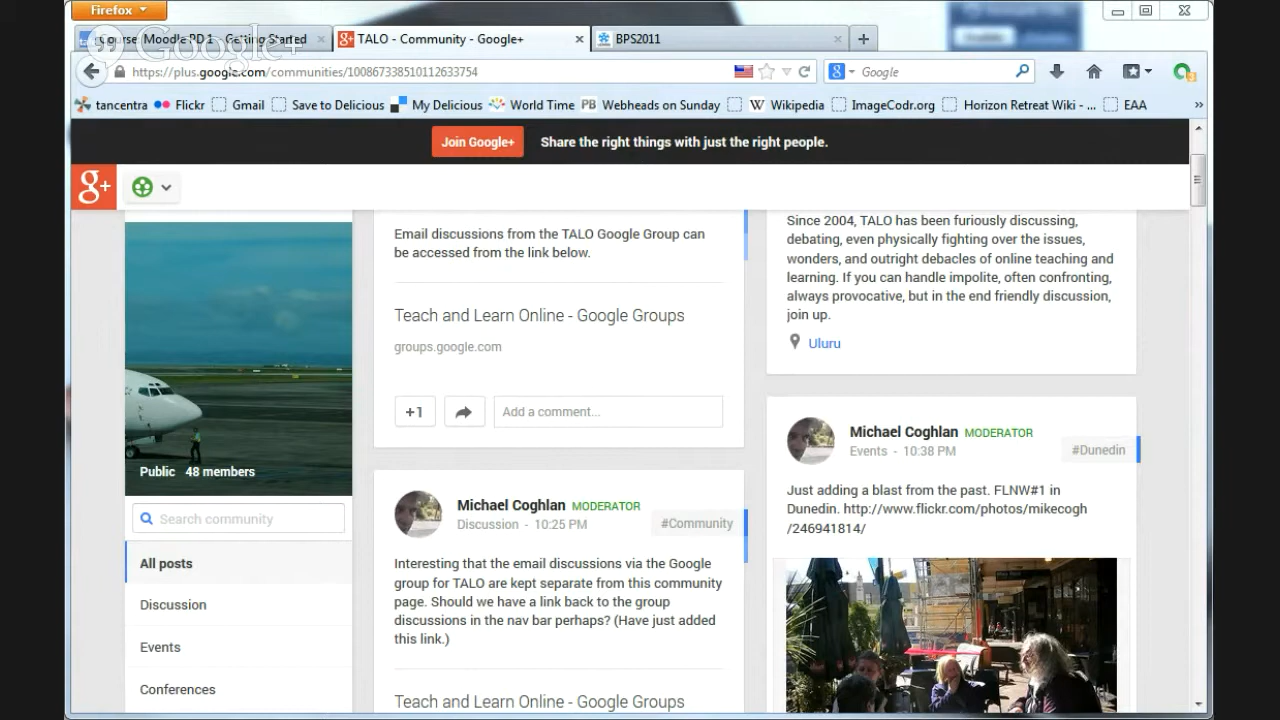 Firefox
Course: Moodle PD 1 - Getting Started
TALO - Community - Google+
BPS2011
Google+
https://plus.google.com/communities/100867338510112633754
Google
tancentra
Flickr
Gmail
Save to Delicious
My Delicious
World Time
PB Webheads on Sunday
W Wikipedia
ImageCodr.org
Horizon Retreat Wiki - ...
EAA
»
Join Google+
Share the right things with just the right people.
g+
Public 48 members
Search community
All posts
Discussion
Events
Conferences
Email discussions from the TALO Google Group can
be accessed from the link below.
Teach and Learn Online - Google Groups
groups.google.com
+1
Add a comment...
Michael Coghlan MODERATOR
Discussion - 10:25 PM
#Community
Interesting that the email discussions via the Google
group for TALO are kept separate from this community
page. Should we have a link back to the group
discussions in the nav bar perhaps? (Have just added
this link.)
Teach and Learn Online - Google Groups
Since 2004, TALO has been furiously discussing,
debating, even physically fighting over the issues,
wonders, and outright debacles of online teaching and
learning. If you can handle impolite, often confronting,
always provocative, but in the end friendly discussion,
join up.
Uluru
Michael Coghlan MODERATOR
Events - 10:38 PM
#Dunedin
Just adding a blast from the past. FLNW#1 in
Dunedin. http://www.flickr.com/photos/mikecogh
/246941814/